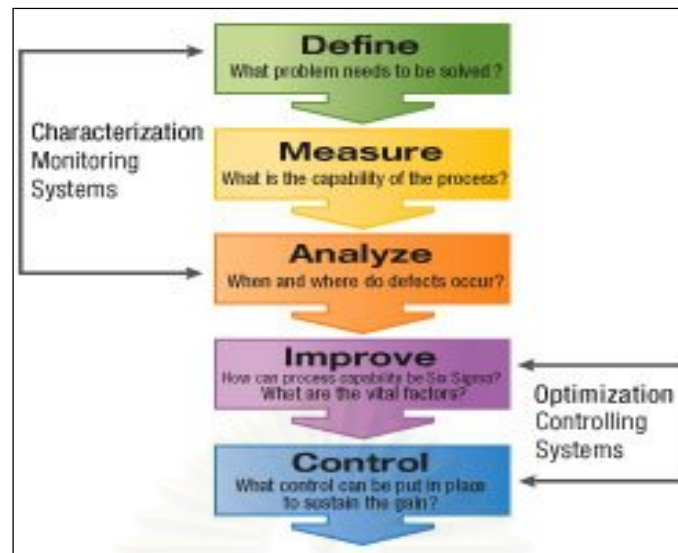 Define
What problem needs to be solved?
Characterization
Monitoring
Systems
Measure
What is the capability of the process?
Analyze
When and where do defects occur?
Improve
How can process capability be Six Sigma?
What are the vital factors?
Optimization
Controlling
Systems
Control
What control can be put in place
to sustain the gain?